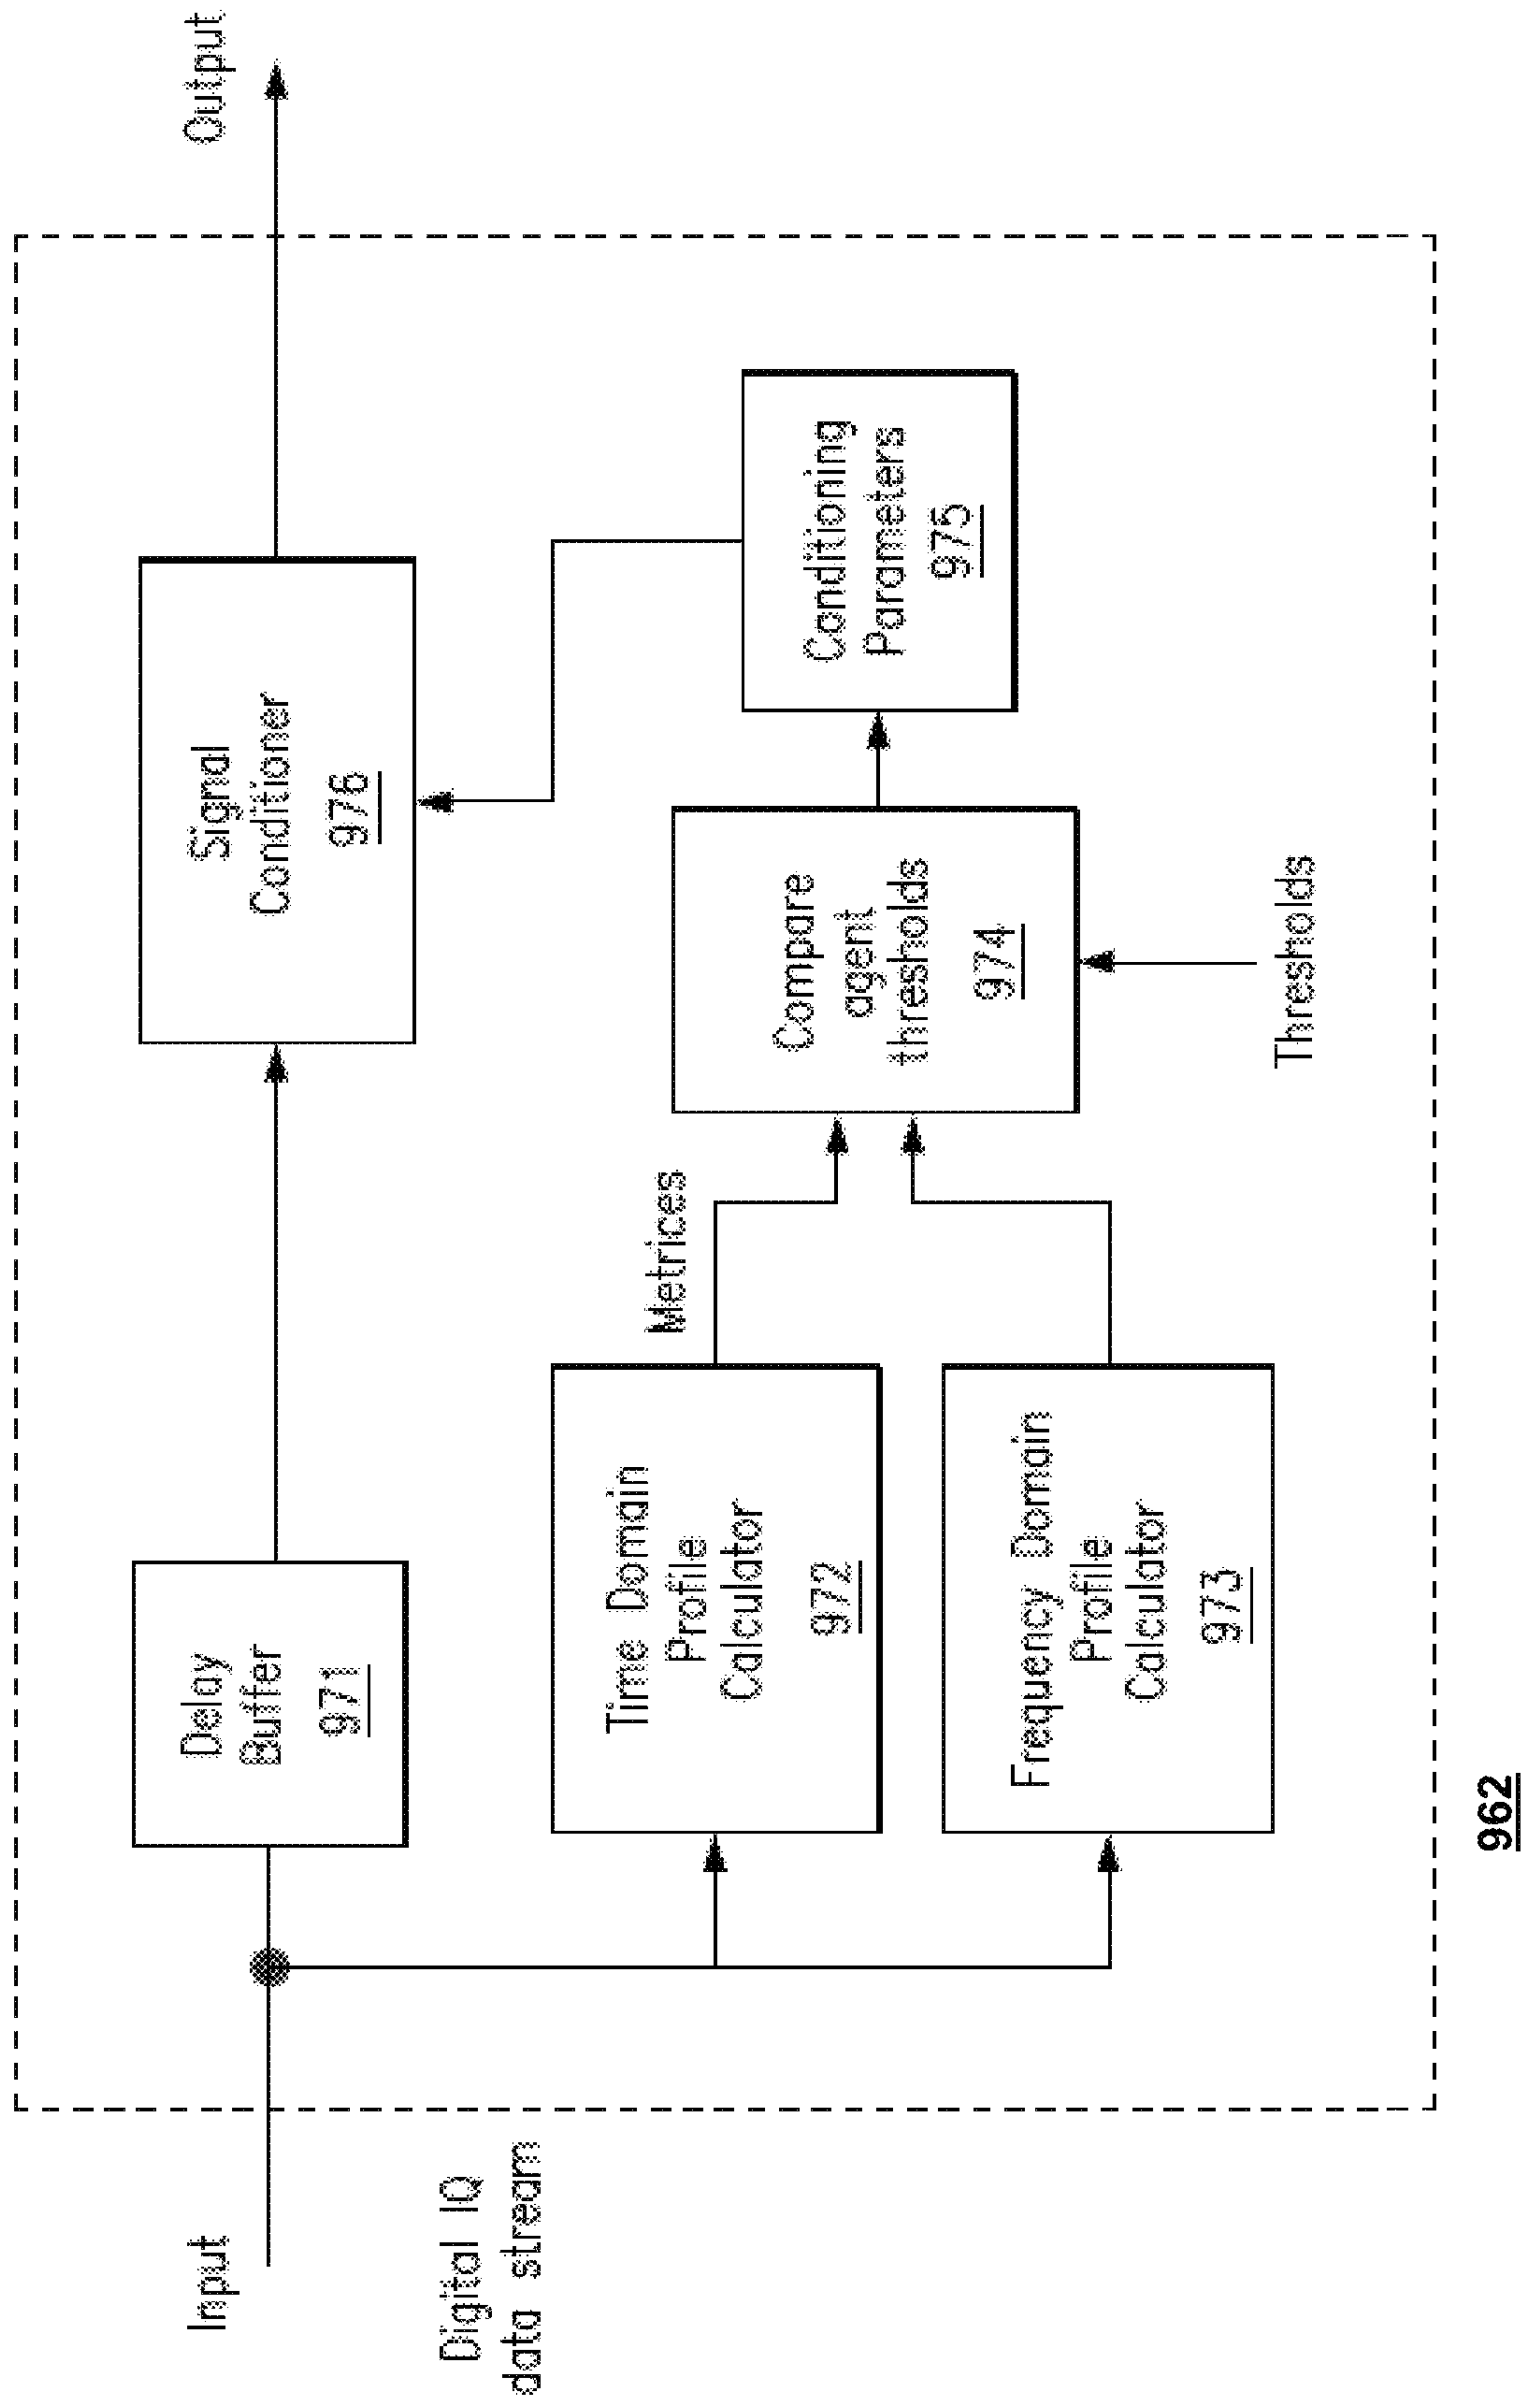 Input
Digital IQ
data stream
Delay
Buffer
971
Signal
Conditioner
976
Output
Time Domain
Profile
Calculator
972
Metrices
Frequency Domain
Profile
Calculator
973
Compare
agent
thresholds
974
Thresholds
Conditioning
Parameters
975
962